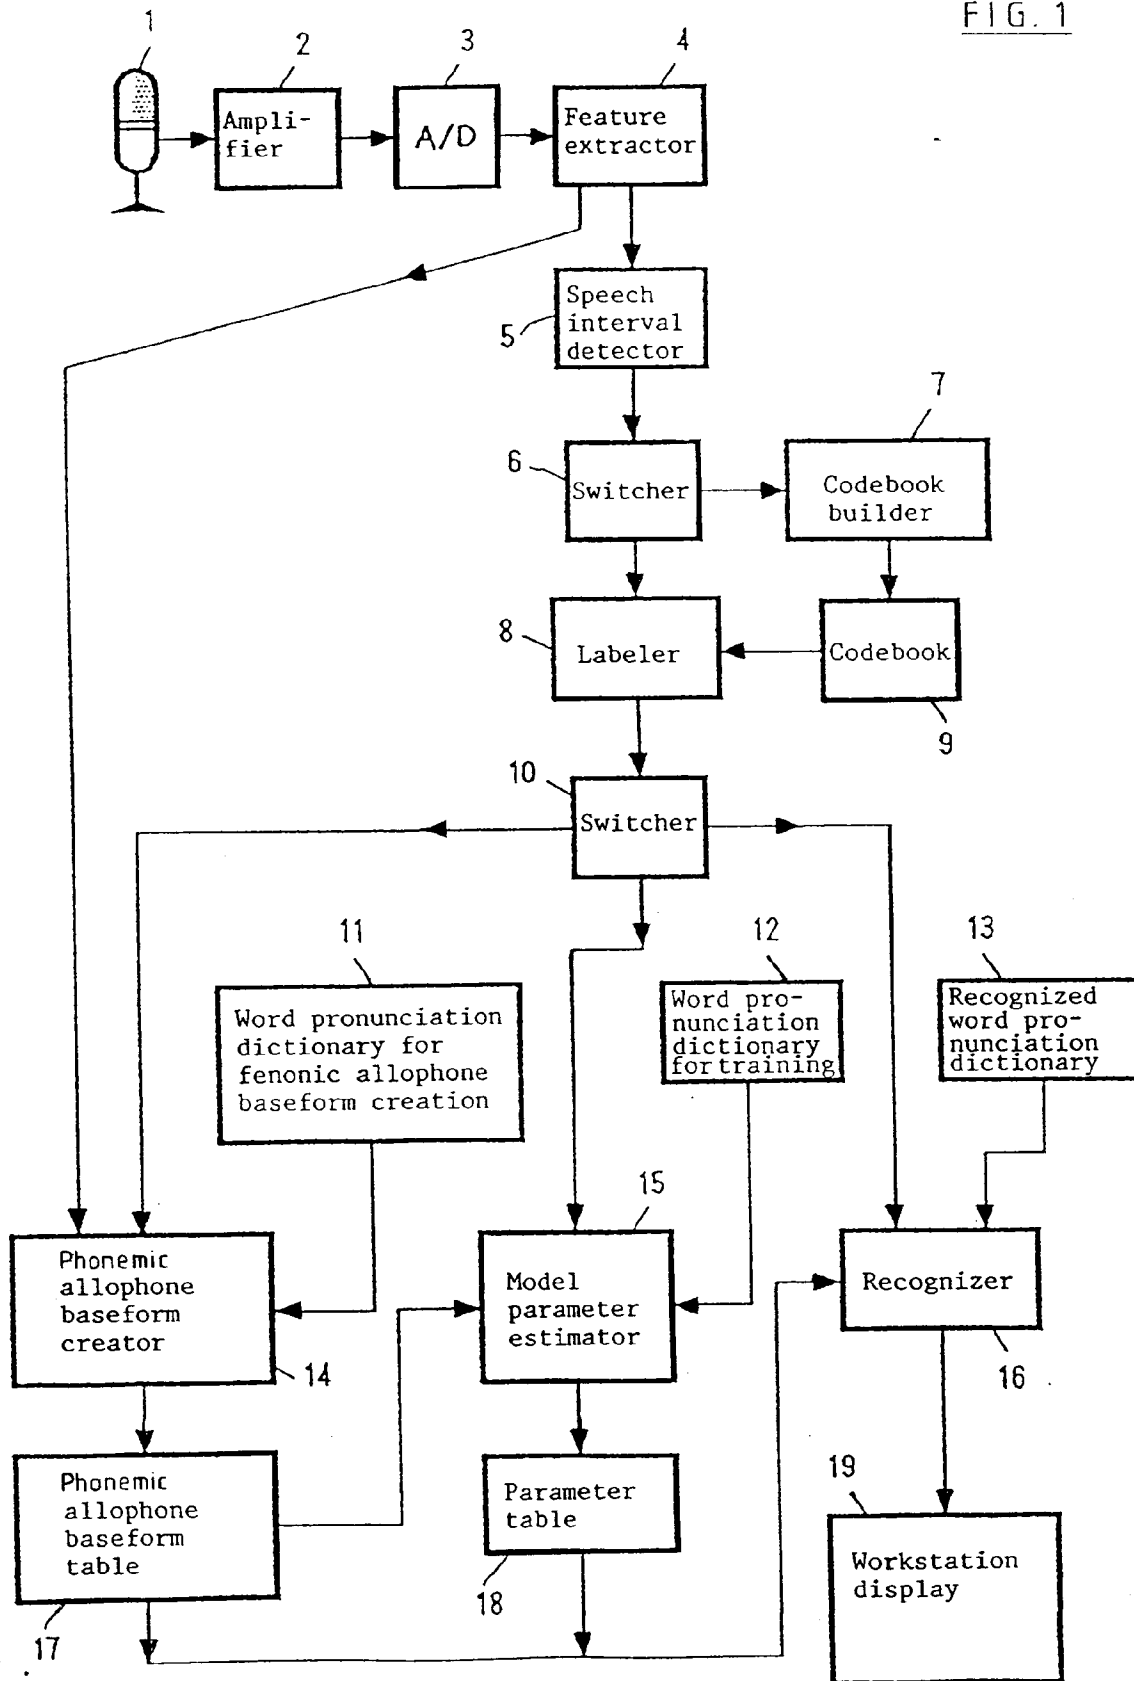 FIG. 1
1
2
3
4
Ampli-
fier
A/D
Feature
extractor
Speech
interval
detector
5
7
6
Switcher
Codebook
builder
8
Labeler
Codebook
9
10
Switcher
11
12
13
Word pronunciation
dictionary for
fenonic allophone
baseform creation
Word pro-
nunciation
dictionary
for training
Recognized
word pro-
nunciation
dictionary
15
Phonemic
allophone
baseform
creator
14
Model
parameter
estimator
Recognizer
16
Phonemic
allophone
baseform
table
17
Parameter
table
18
19
Workstation
display